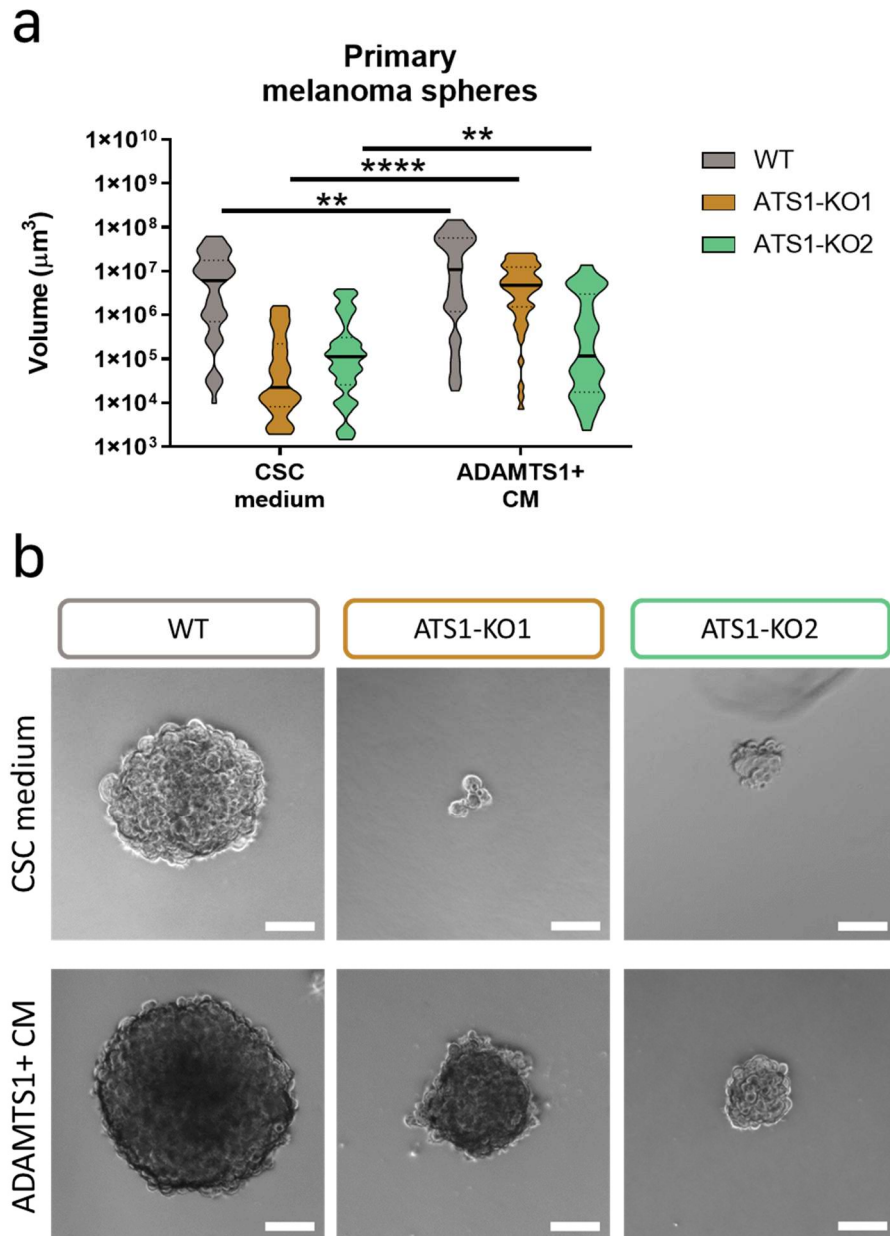 a
Primary
melanoma spheres
Volume (μm³)
1×10¹⁰
1×10⁹
1×10⁸
1×10⁷
1×10⁶
1×10⁵
1×10⁴
1×10³
**
****
**
CSC
medium
ADAMTS1+
CM
WT
ATS1-KO1
ATS1-KO2
b
WT
ATS1-KO1
ATS1-KO2
CSC medium
ADAMTS1+ CM